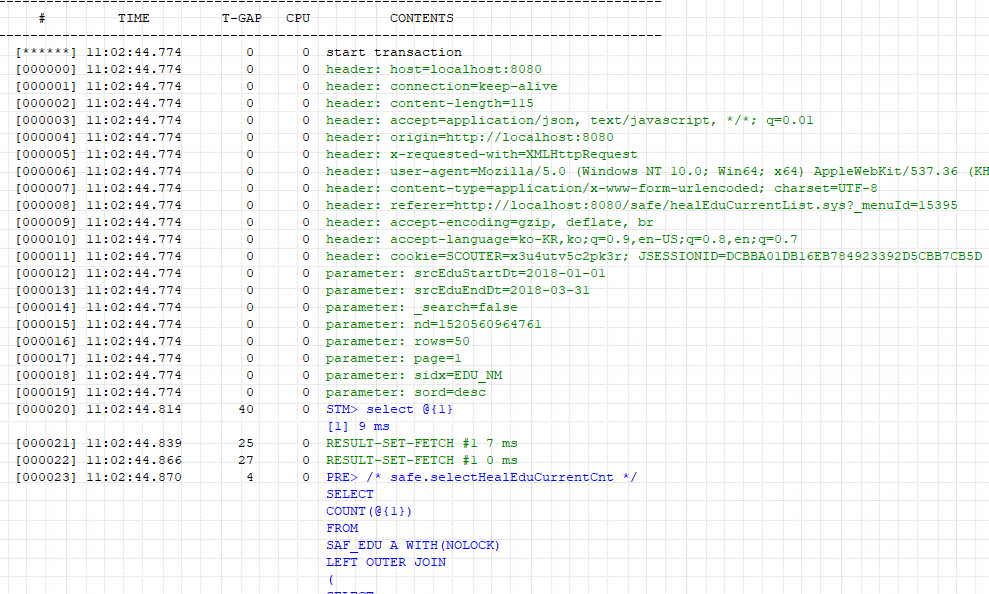 # TIME T-GAP CPU CONTENTS
[******] 11:02:44.774 0 0 start transaction
[000000] 11:02:44.774 0 0 header: host=localhost:8080
[000001] 11:02:44.774 0 0 header: connection=keep-alive
[000002] 11:02:44.774 0 0 header: content-length=115
[000003] 11:02:44.774 0 0 header: accept=application/json, text/javascript, */*; q=0.01
[000004] 11:02:44.774 0 0 header: origin=http://localhost:8080
[000005] 11:02:44.774 0 0 header: x-requested-with=XMLHttpRequest
[000006] 11:02:44.774 0 0 header: user-agent=Mozilla/5.0 (Windows NT 10.0; Win64; x64) AppleWebKit/537.36 (KH
[000007] 11:02:44.774 0 0 header: content-type=application/x-www-form-urlencoded; charset=UTF-8
[000008] 11:02:44.774 0 0 header: referer=http://localhost:8080/safe/healEduCurrentList.sys?_menuId=15395
[000009] 11:02:44.774 0 0 header: accept-encoding=gzip, deflate, br
[000010] 11:02:44.774 0 0 header: accept-language=ko-KR,ko;q=0.9,en-US;q=0.8,en;q=0.7
[000011] 11:02:44.774 0 0 header: cookie=SCOUTER=x3u4utv5c2pk3r; JSESSIONID=DCBBA01DB16EB784923392D5CBB7CB5D
[000012] 11:02:44.774 0 0 parameter: srcEduStartDt=2018-01-01
[000013] 11:02:44.774 0 0 parameter: srcEduEndDt=2018-03-31
[000014] 11:02:44.774 0 0 parameter: _search=false
[000015] 11:02:44.774 0 0 parameter: nd=1520560964761
[000016] 11:02:44.774 0 0 parameter: rows=50
[000017] 11:02:44.774 0 0 parameter: page=1
[000018] 11:02:44.774 0 0 parameter: sidx=EDU_NM
[000019] 11:02:44.774 0 0 parameter: sord=desc
[000020] 11:02:44.814 40 0 STM> select @{1}
[1] 9 ms
[000021] 11:02:44.839 25 0 RESULT-SET-FETCH #1 7 ms
[000022] 11:02:44.866 27 0 RESULT-SET-FETCH #1 0 ms
[000023] 11:02:44.870 4 0 PRE> /* safe.selectHealEduCurrentCnt */
SELECT
COUNT(@{1})
FROM
SAF_EDU A WITH(NOLOCK)
LEFT OUTER JOIN
(
SELECT